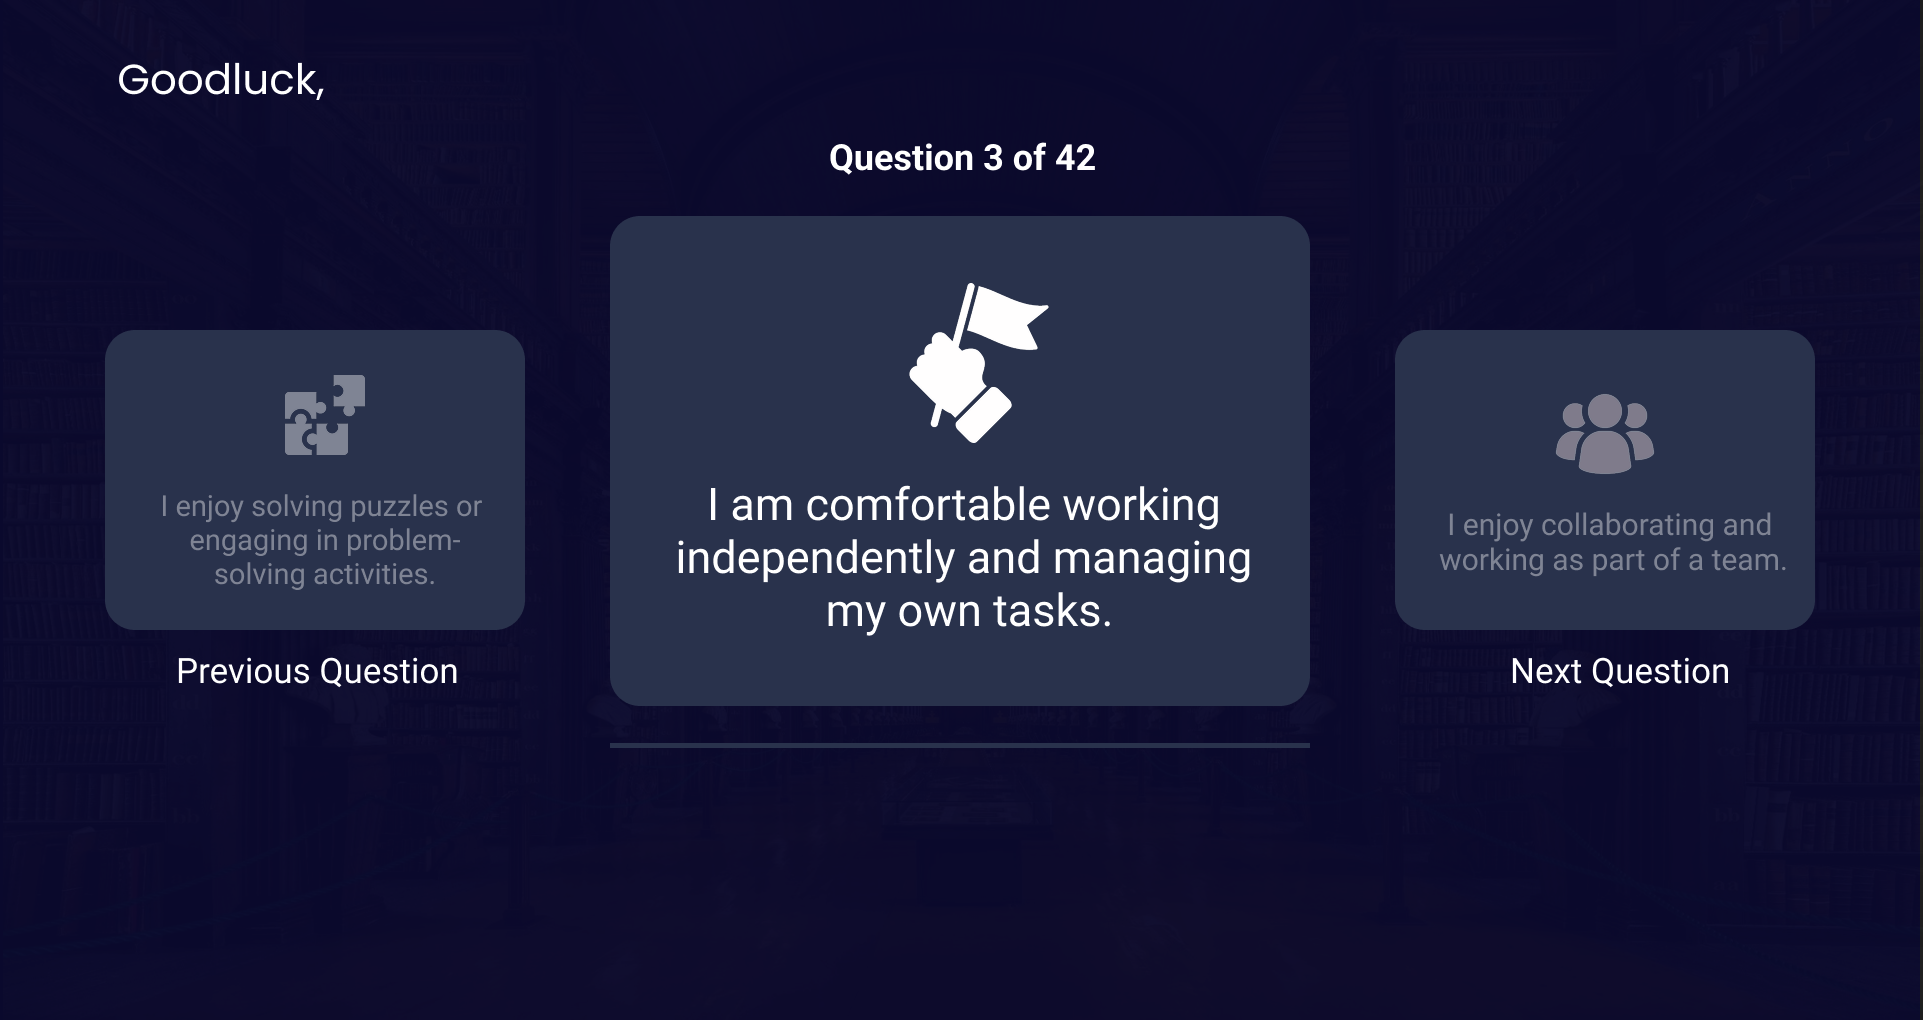 Goodluck,
Question 3 of 42
I enjoy solving puzzles or
engaging in problem-
solving activities.
Previous Question
I am comfortable working
independently and managing
my own tasks.
I enjoy collaborating and
working as part of a team.
Next Question